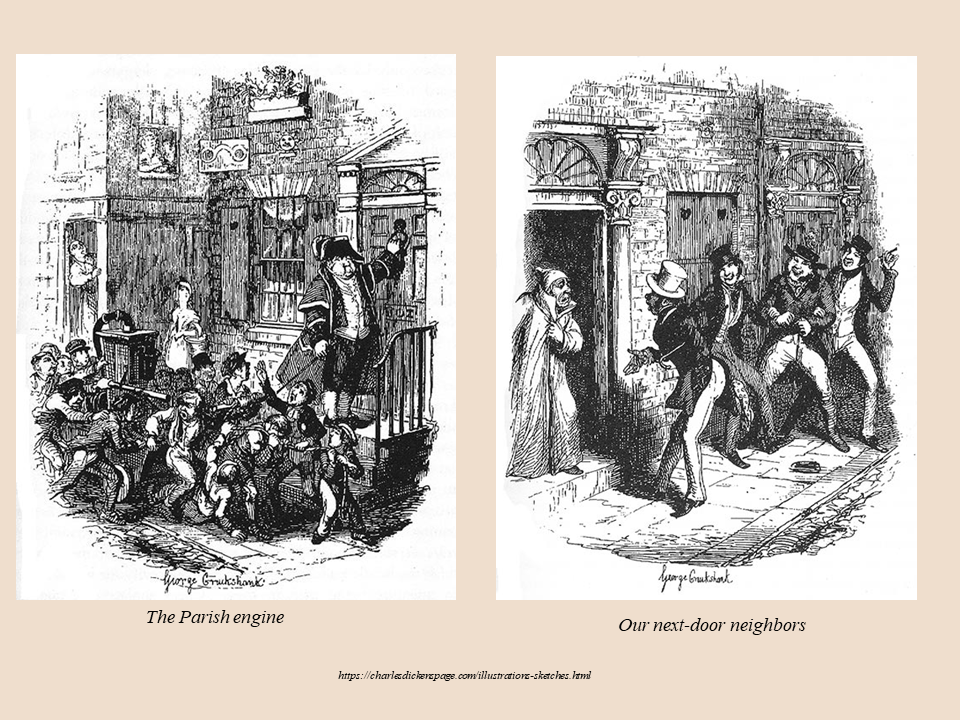 George Cruikshank
The Parish engine
George Cruikshank
Our next-door neighbors
https://charlesdickenspage.com/illustrations-sketches.html